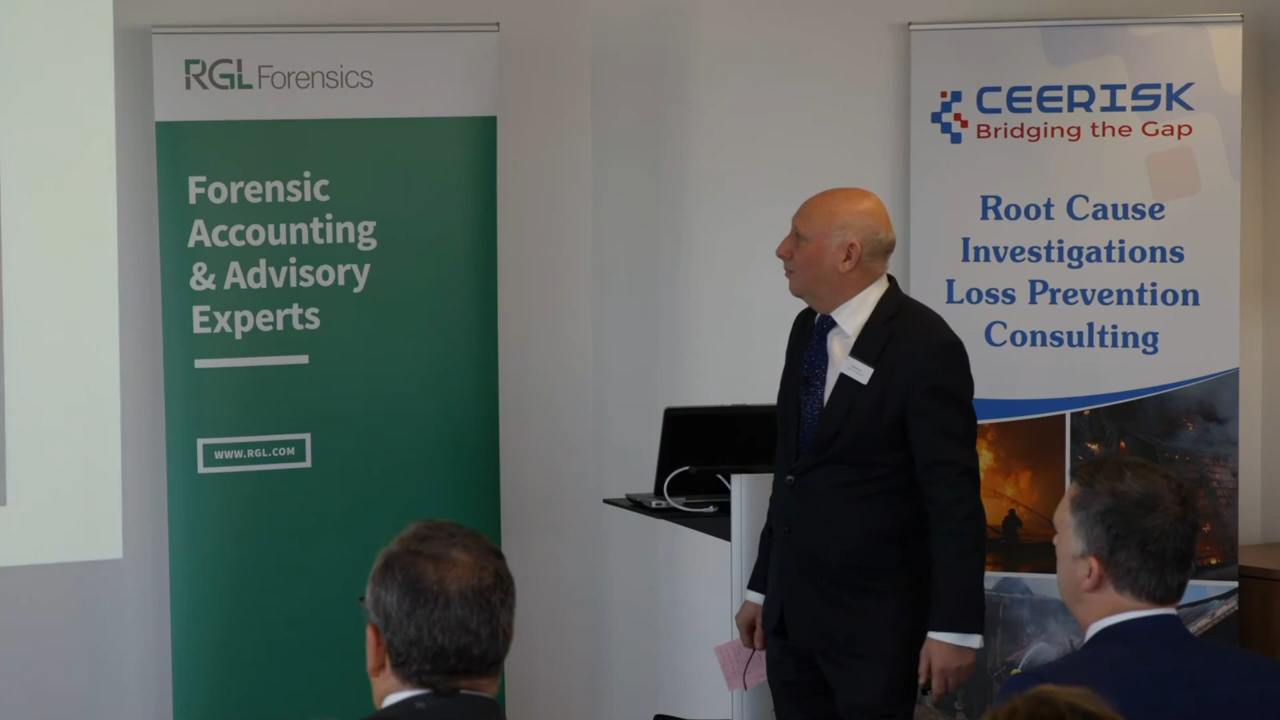 RGL Forensics
Forensic
Accounting
& Advisory
Experts
WWW.RGL.COM
CEERISK
Bridging the Gap
Root Cause
Investigations
Loss Prevention
Consulting